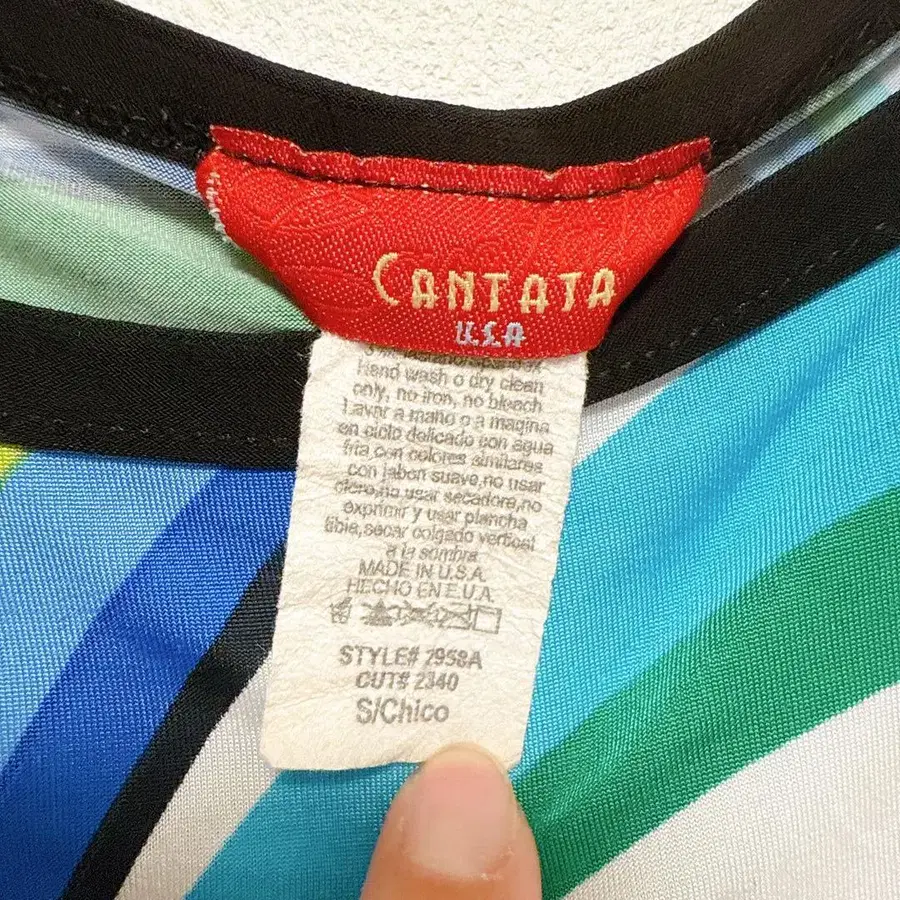 CANTATA
U.S.A
Hand wash o dry clean
only, no iron, no bleach
Lavar a mano o a magina
en ciclo delicado con agua
fria,con colores similares
con jabon suave,no usar
cloro,no usar secadora,no
exprimir y usar plancha
tibia,secar colgado vertical
a la sombra
MADE IN U.S.A
HECHO EN E.U.A
STYLE# 2958A
CUT# 2340
S/Chico